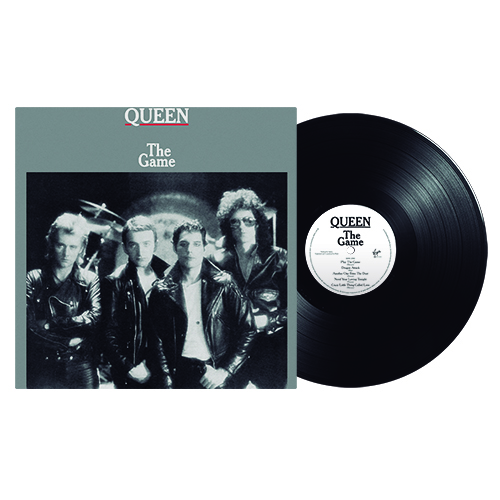 QUEEN
The
Game
QUEEN
The
Game
Play The Game
Dragon Attack
Another One Bites The Dust
Need Your Loving Tonight
Crazy Little Thing Called Love